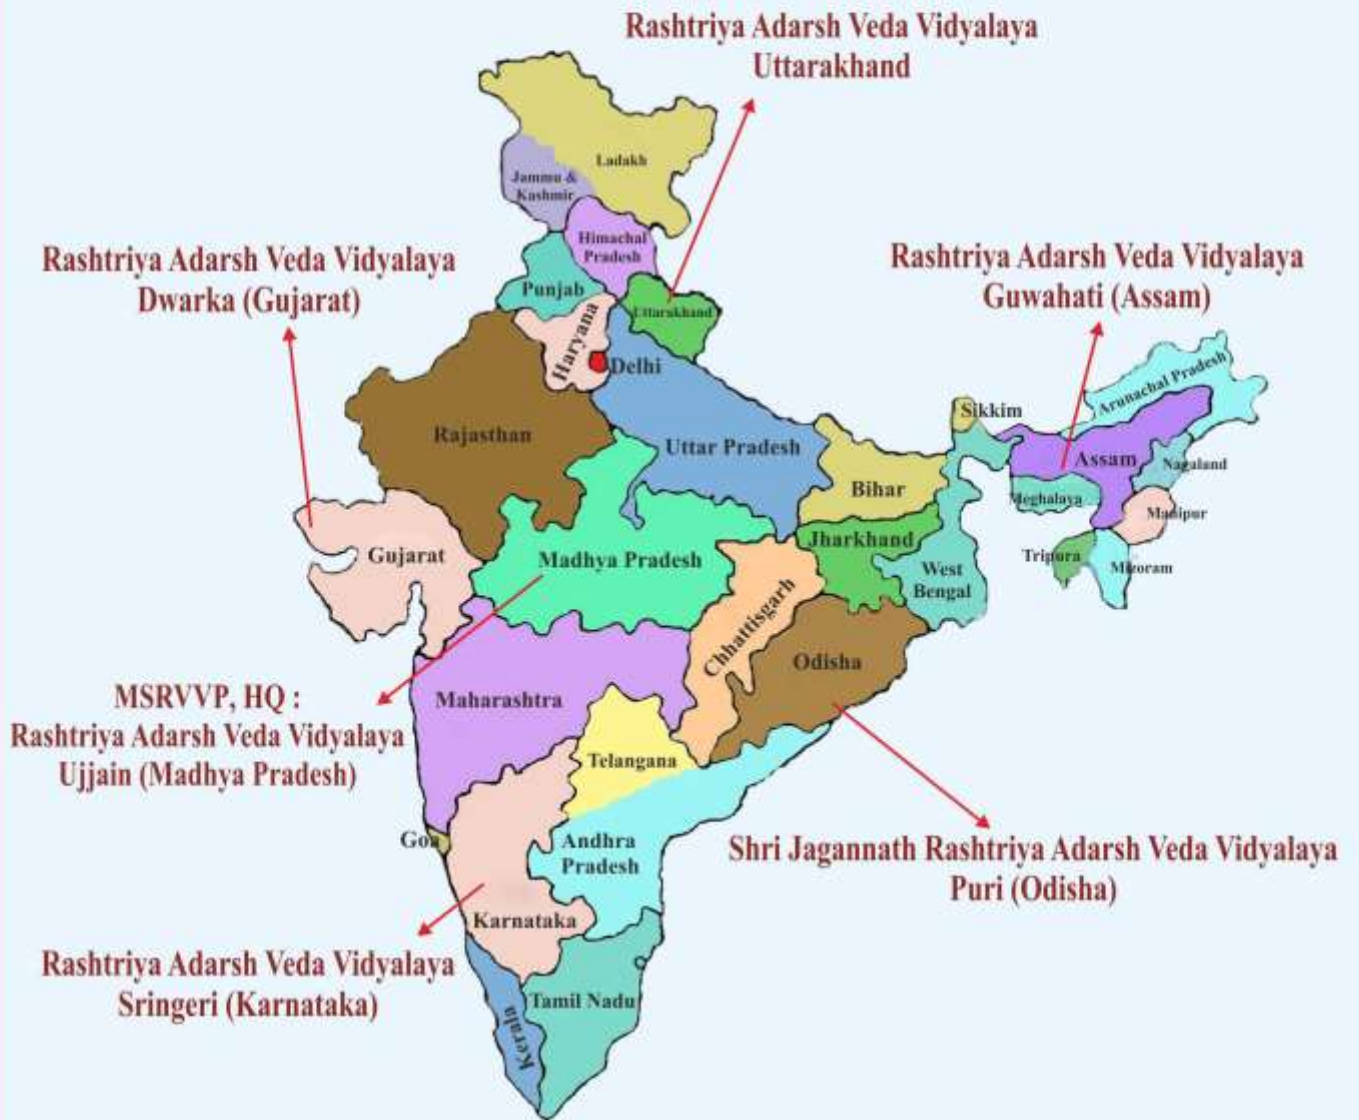 Rashtriya Adarsh Veda Vidyalaya
Uttarakhand
Ladakh
Jammu &
Kashmir
Himachal
Pradesh
Rashtriya Adarsh Veda Vidyalaya
Dwarka (Gujarat)
Rashtriya Adarsh Veda Vidyalaya
Guwahati (Assam)
Punjab
Uttarakhand
Haryana
Delhi
Arunachal Pradesh
Sikkim
Rajasthan
Uttar Pradesh
Assam
Nagaland
Bihar
Meghalaya
Manipur
Jharkhand
Gujarat
Madhya Pradesh
Tripura
Mizoram
West
Bengal
Chhattisgarh
Odisha
MSRVVP, HQ :
Rashtriya Adarsh Veda Vidyalaya
Ujjain (Madhya Pradesh)
Maharashtra
Telangana
Goa
Andhra
Pradesh
Shri Jagannath Rashtriya Adarsh Veda Vidyalaya
Puri (Odisha)
Karnataka
Rashtriya Adarsh Veda Vidyalaya
Sringeri (Karnataka)
Tamil Nadu
Kerala